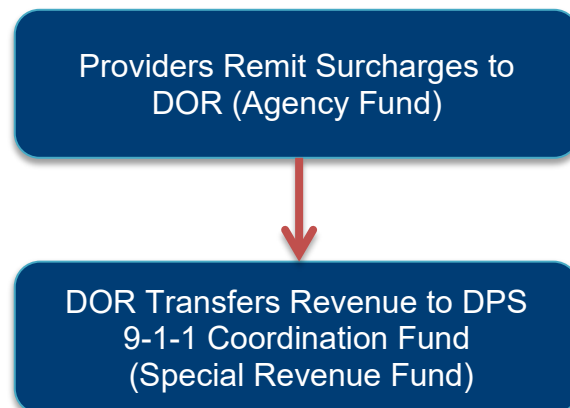 Providers Remit Surcharges to
DOR (Agency Fund)
DOR Transfers Revenue to DPS
9-1-1 Coordination Fund
(Special Revenue Fund)